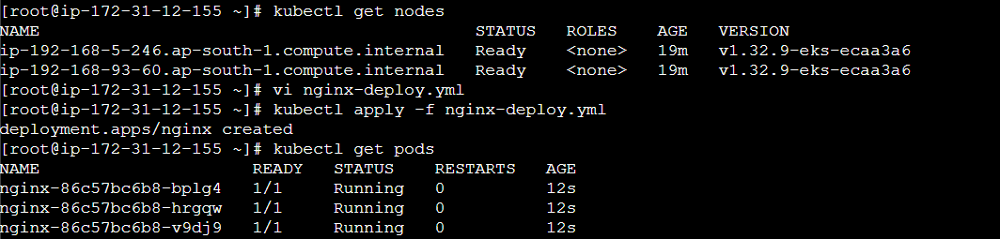 [root@ip-172-31-12-155 ~]# kubectl get nodes
NAME                                           STATUS   ROLES    AGE   VERSION
ip-192-168-5-246.ap-south-1.compute.internal   Ready    <none>   19m   v1.32.9-eks-ecaa3a6
ip-192-168-93-60.ap-south-1.compute.internal   Ready    <none>   19m   v1.32.9-eks-ecaa3a6
[root@ip-172-31-12-155 ~]# vi nginx-deploy.yml
[root@ip-172-31-12-155 ~]# kubectl apply -f nginx-deploy.yml
deployment.apps/nginx created
[root@ip-172-31-12-155 ~]# kubectl get pods
NAME                     READY   STATUS    RESTARTS   AGE
nginx-86c57bc6b8-bplg4   1/1     Running   0          12s
nginx-86c57bc6b8-hrgqw   1/1     Running   0          12s
nginx-86c57bc6b8-v9dj9   1/1     Running   0          12s